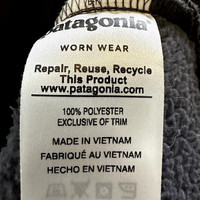 patagonia®
WORN WEAR
Repair, Reuse, Recycle
This Product
www.patagonia.com
100% POLYESTER
EXCLUSIVE OF TRIM
MADE IN VIETNAM
FABRIQUÉ AU VIETNAM
HECHO EN VIETNAM